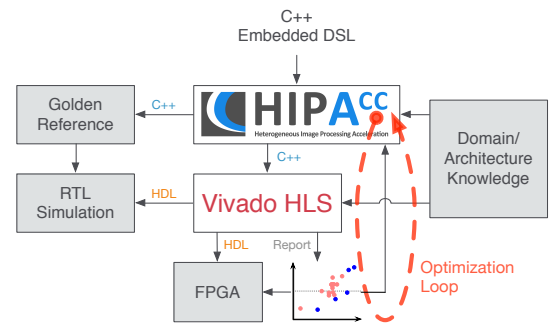 C++
Embedded DSL
Golden
Reference
C++
HIPAcc
Heterogeneous Image Processing Acceleration
Domain/
Architecture
Knowledge
C++
RTL
Simulation
HDL
Vivado HLS
HDL
Report
FPGA
Optimization
Loop